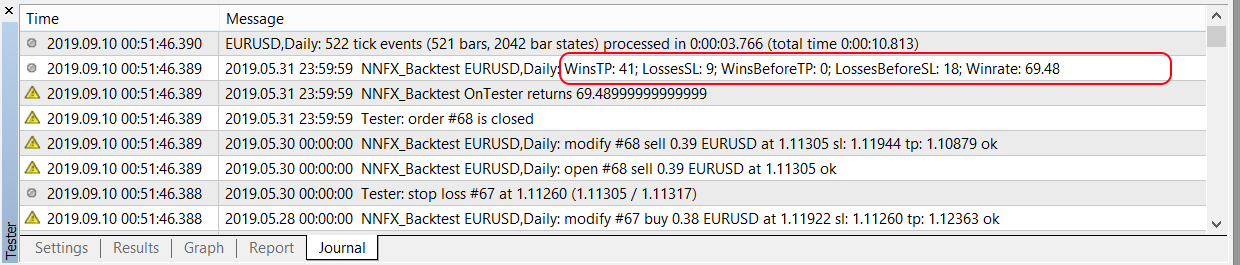 Time Message
2019.09.10 00:51:46.390 EURUSD,Daily: 522 tick events (521 bars, 2042 bar states) processed in 0:00:03.766 (total time 0:00:10.813)
2019.09.10 00:51:46.389 2019.05.31 23:59:59 NNFX_Backtest EURUSD,Daily: WinsTP: 41; LossesSL: 9; WinsBeforeTP: 0; LossesBeforeSL: 18; Winrate: 69.48
2019.09.10 00:51:46.389 2019.05.31 23:59:59 NNFX_Backtest OnTester returns 69.48999999999999
2019.09.10 00:51:46.389 2019.05.31 23:59:59 Tester: order #68 is closed
2019.09.10 00:51:46.389 2019.05.30 00:00:00 NNFX_Backtest EURUSD,Daily: modify #68 sell 0.39 EURUSD at 1.11305 sl: 1.11944 tp: 1.10879 ok
2019.09.10 00:51:46.389 2019.05.30 00:00:00 NNFX_Backtest EURUSD,Daily: open #68 sell 0.39 EURUSD at 1.11305 ok
2019.09.10 00:51:46.388 2019.05.30 00:00:00 Tester: stop loss #67 at 1.11260 (1.11305 / 1.11317)
2019.09.10 00:51:46.388 2019.05.28 00:00:00 NNFX_Backtest EURUSD,Daily: modify #67 buy 0.38 EURUSD at 1.11922 sl: 1.11260 tp: 1.12363 ok
Tester
Settings Results Graph Report Journal